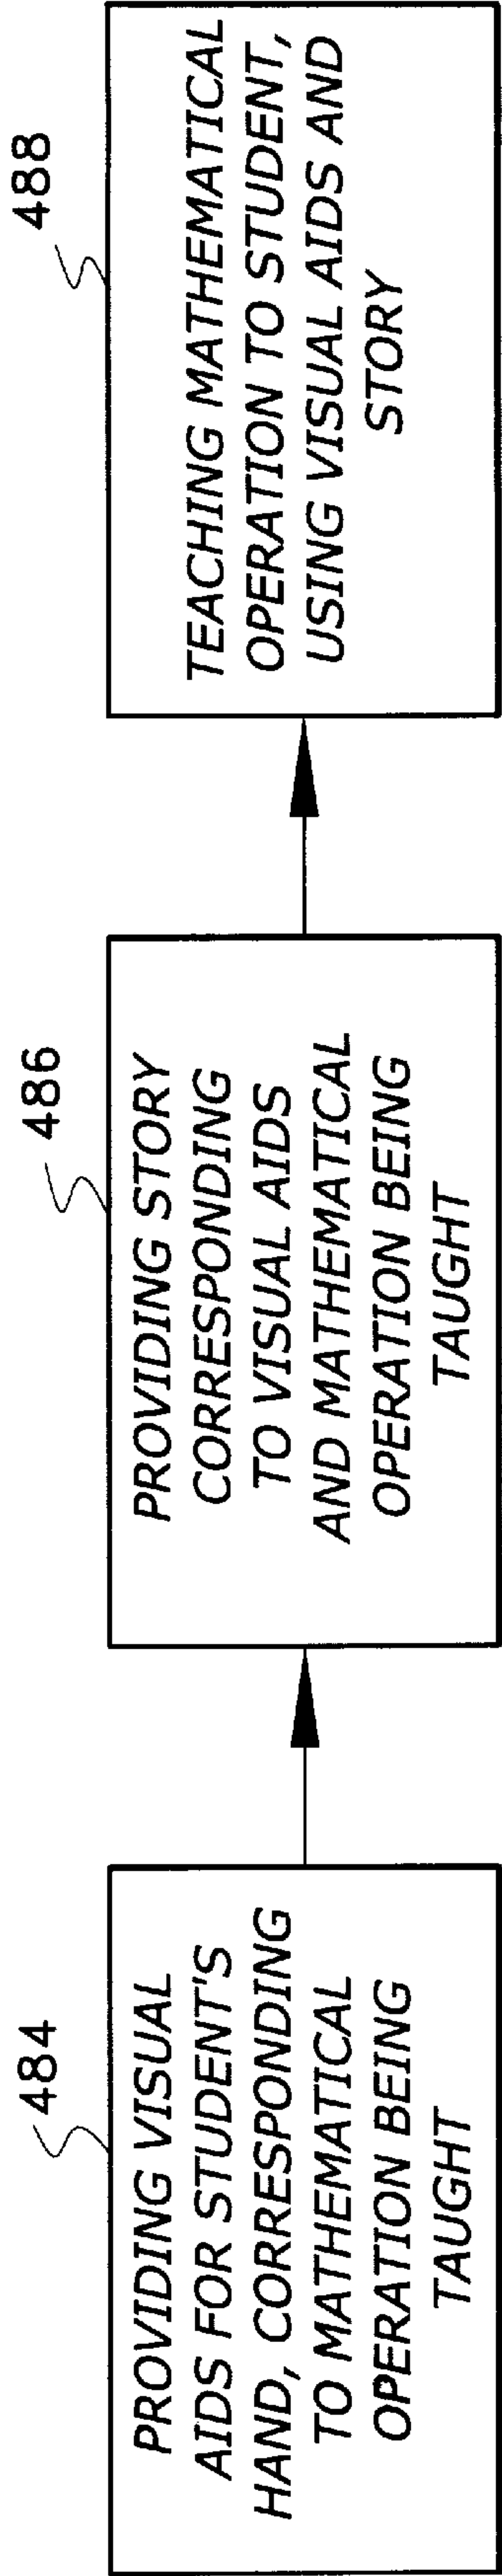 484
PROVIDING VISUAL
AIDS FOR STUDENT'S
HAND, CORRESPONDING
TO MATHEMATICAL
OPERATION BEING
TAUGHT
486
PROVIDING STORY
CORRESPONDING
TO VISUAL AIDS
AND MATHEMATICAL
OPERATION BEING
TAUGHT
488
TEACHING MATHEMATICAL
OPERATION TO STUDENT,
USING VISUAL AIDS AND
STORY